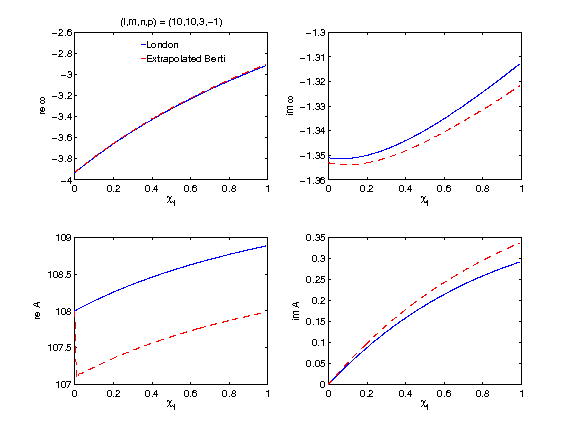 (l,m,n,p) = (10,10,3,−1)
London
Extrapolated Berti
−2.6
−2.8
−3
−3.2
−3.4
−3.6
−3.8
−4
re ω
0 0.2 0.4 0.6 0.8 1
χf
−1.3
−1.31
−1.32
−1.33
−1.34
−1.35
−1.36
im ω
0 0.2 0.4 0.6 0.8 1
χf
109
108.5
108
107.5
107
re A
0 0.2 0.4 0.6 0.8 1
χf
0.35
0.3
0.25
0.2
0.15
0.1
0.05
0
im A
0 0.2 0.4 0.6 0.8 1
χf